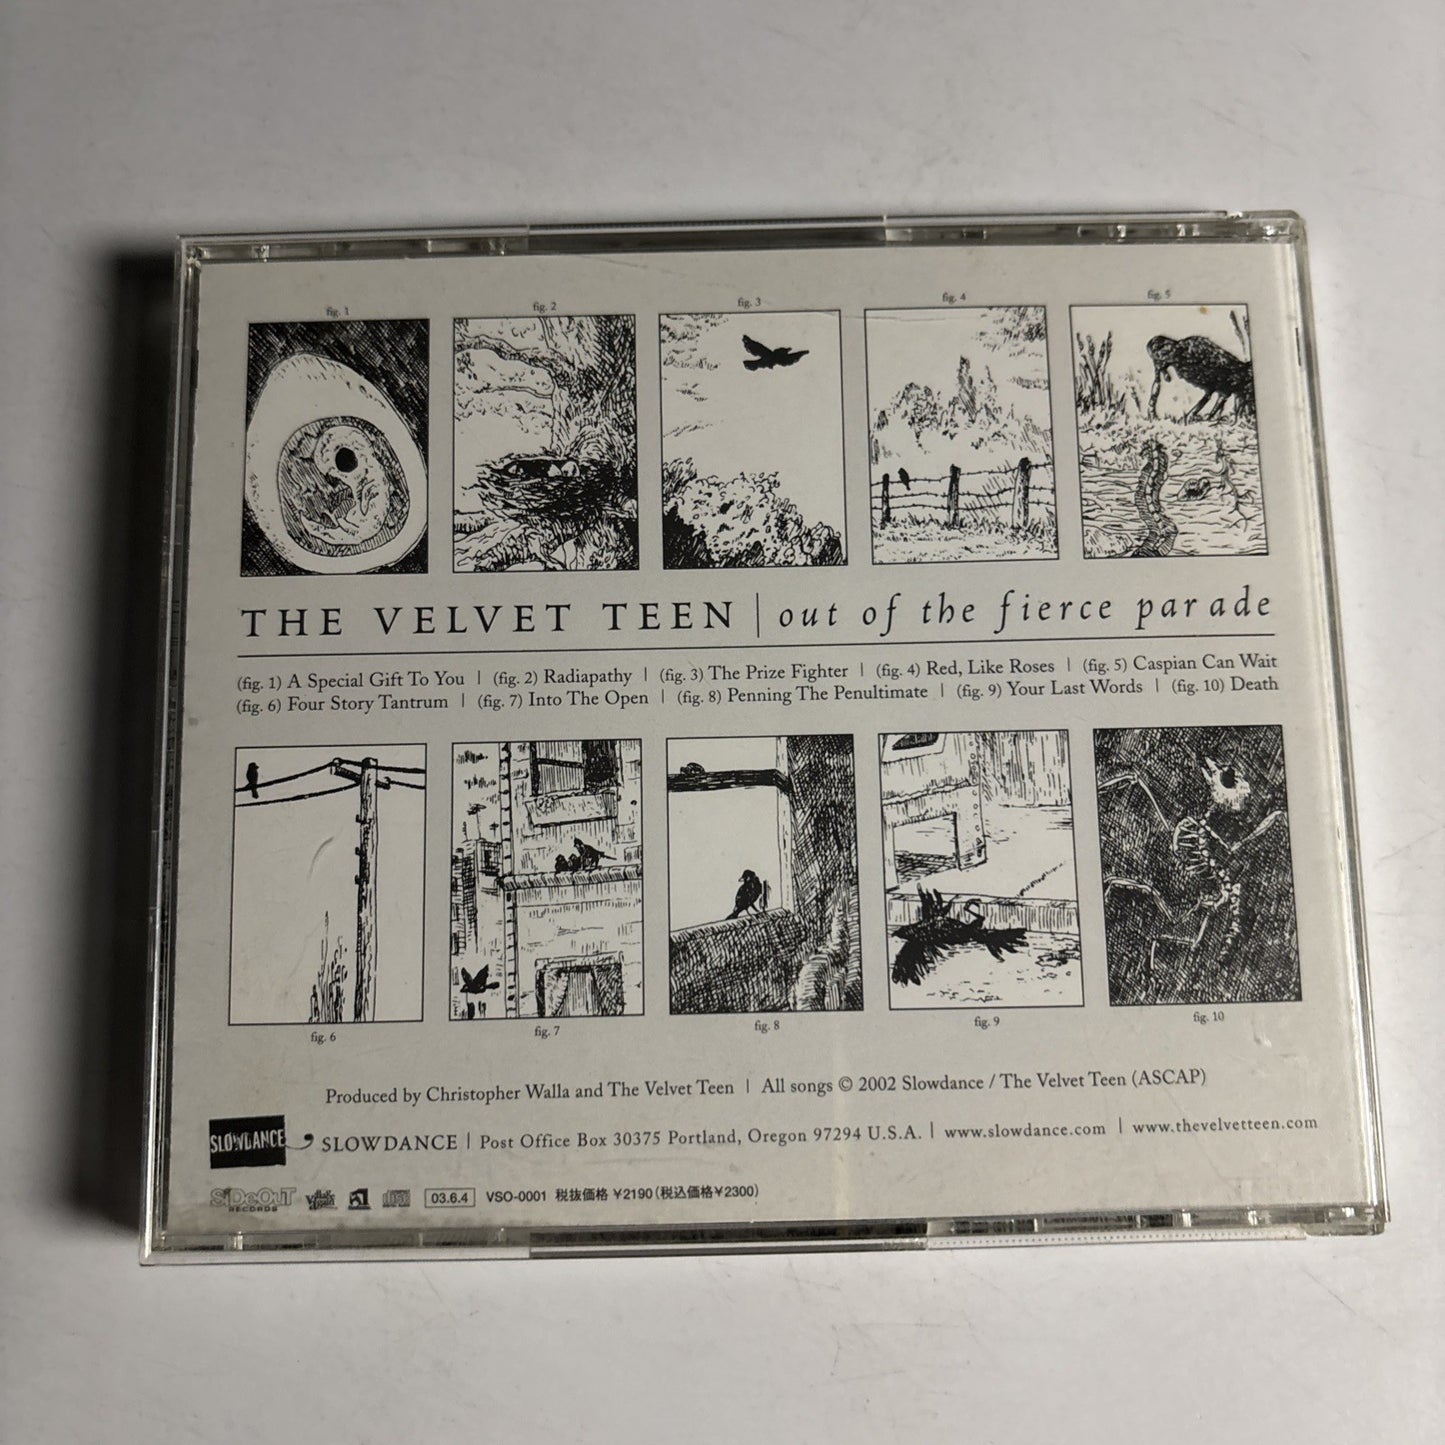 fig. 1 fig. 2 fig. 3 fig. 4 fig. 5
THE VELVET TEEN | out of the fierce parade
(fig. 1) A Special Gift To You | (fig. 2) Radiapathy | (fig. 3) The Prize Fighter | (fig. 4) Red, Like Roses | (fig. 5) Caspian Can Wait
(fig. 6) Four Story Tantrum | (fig. 7) Into The Open | (fig. 8) Penning The Penultimate | (fig. 9) Your Last Words | (fig. 10) Death
fig. 6 fig. 7 fig. 8 fig. 9 fig. 10
Produced by Christopher Walla and The Velvet Teen | All songs © 2002 Slowdance / The Velvet Teen (ASCAP)
SLOWDANCE SLOWDANCE | Post Office Box 30375 Portland, Oregon 97294 U.S.A. | www.slowdance.com | www.thevelvetteen.com
SiDeOuT RECORDS 03.6.4 VSO-0001 税抜価格 ¥2190(税込価格¥2300)